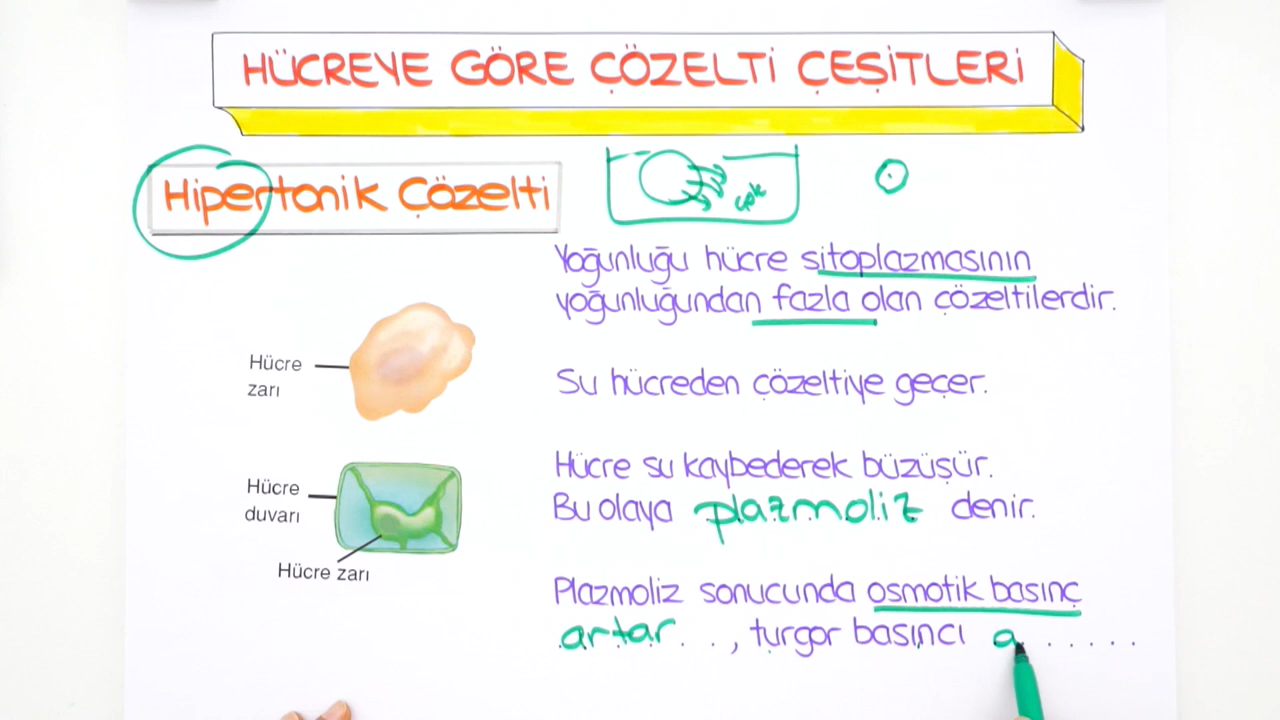 HÜCREYE GÖRE ÇÖZELTİ ÇEŞİTLERİ
Hipertonik Çözelti
çok
Yoğunluğu hücre sitoplazmasının
yoğunluğundan fazla olan çözeltilerdir.
Hücre
zarı
Su hücreden çözeltiye geçer.
Hücre su kaybederek büzüşür.
Bu olaya plazmoliz denir.
Hücre
duvarı
Hücre zarı
Plazmoliz sonucunda osmotik basınç
artar. . . , turgor basıncı a . . . . . .